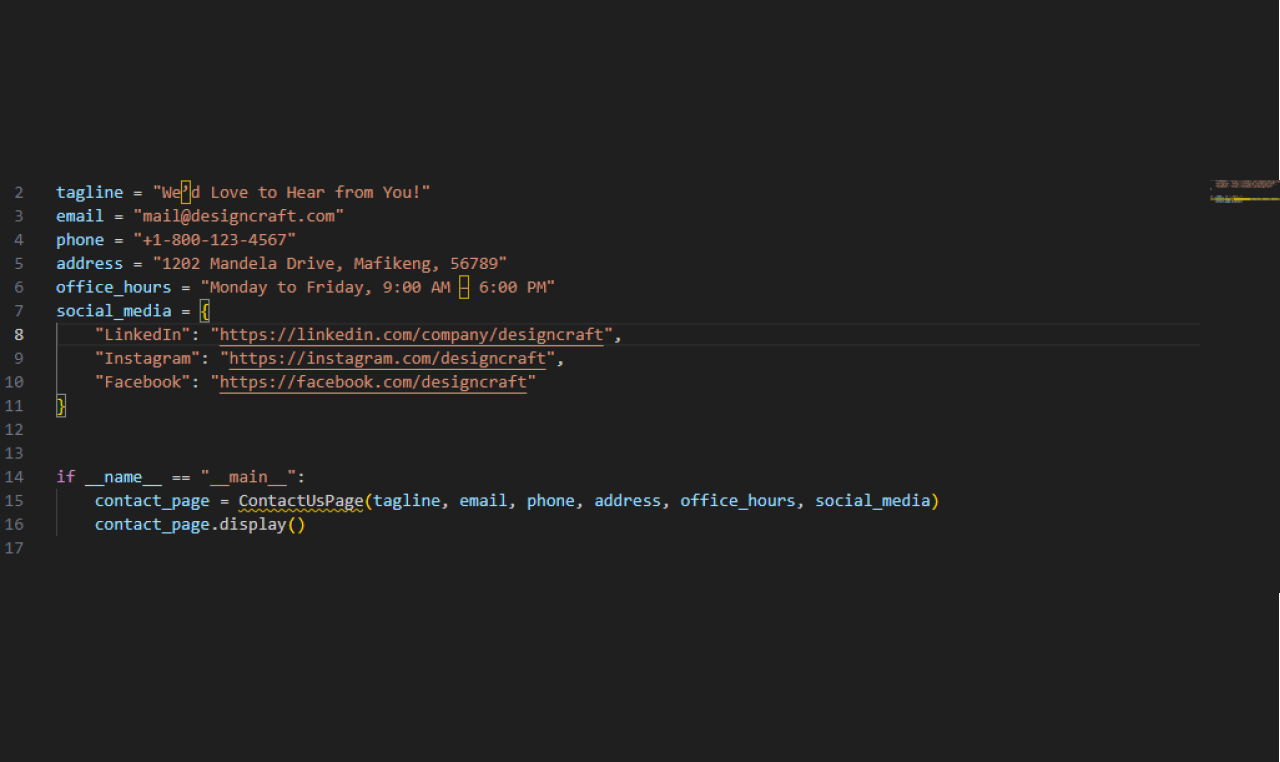 2 tagline = "We’d Love to Hear from You!"
3 email = "mail@designcraft.com"
4 phone = "+1-800-123-4567"
5 address = "1202 Mandela Drive, Mafikeng, 56789"
6 office_hours = "Monday to Friday, 9:00 AM – 6:00 PM"
7 social_media = {
8     "LinkedIn": "https://linkedin.com/company/designcraft",
9     "Instagram": "https://instagram.com/designcraft",
10     "Facebook": "https://facebook.com/designcraft"
11 }
12
13
14 if __name__ == "__main__":
15     contact_page = ContactUsPage(tagline, email, phone, address, office_hours, social_media)
16     contact_page.display()
17